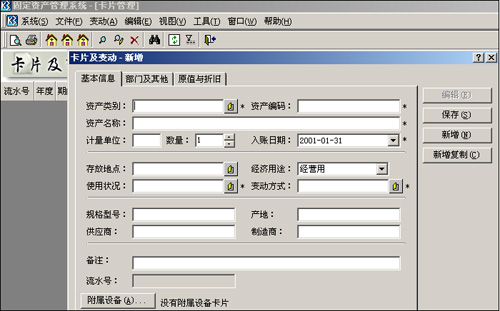 固定资产管理系统 - [卡片管理]
系统(S) 文件(F) 变动(A) 编辑(E) 视图(V) 工具(T) 窗口(W) 帮助(H)
卡片及
流水号 年度 期
卡片及变动 - 新增
基本信息 部门及其他 原值与折旧
资产类别: * 资产编码: *
资产名称: *
计量单位: 数量: 1 入账日期: 2001-01-31 *
存放地点: 经济用途: 经营用
使用状况: * 变动方式: *
规格型号: 产地:
供应商: 制造商:
备注:
流水号:
附属设备(A)... 没有附属设备卡片
编辑(E)
保存(S)
新增(N)
新增复制(C)